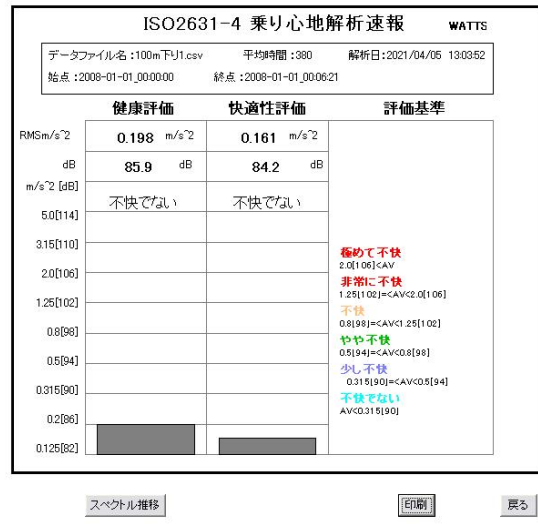 ISO2631-4 乗り心地解析速報 WATTS
データファイル名:100m下り1.csv 平均時間:380 解析日:2021/04/05 13:03:52
始点:2008-01-01_00:00:00 終点:2008-01-01_00:06:21
健康評価 快適性評価 評価基準
RMSm/s^2 0.198 m/s^2 0.161 m/s^2
dB 85.9 dB 84.2 dB
m/s^2 [dB] 不快でない 不快でない
5.0[114]
3.15[110]
2.0[106]
1.25[102]
0.8[98]
0.5[94]
0.315[90]
0.2[86]
0.125[82]
極めて不快
2.0[106]<AV
非常に不快
1.25[102]=<AV<2.0[106]
不快
0.8[98]=<AV<1.25[102]
やや不快
0.5[94]=<AV<0.8[98]
少し不快
0.315[90]=<AV<0.5[94]
不快でない
AV<0.315[90]
スペクトル推移 印刷 戻る